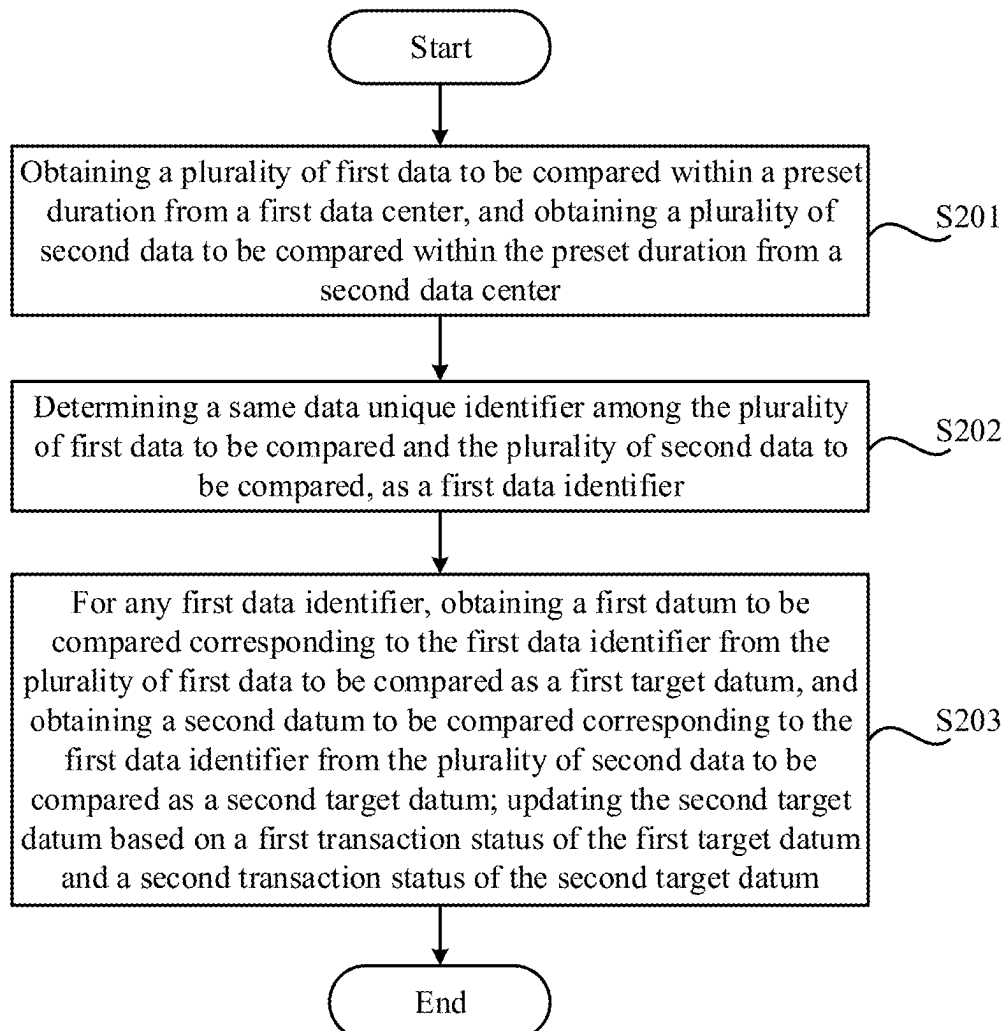 Start
Obtaining a plurality of first data to be compared within a preset
duration from a first data center, and obtaining a plurality of
second data to be compared within the preset duration from a
second data center
S201
Determining a same data unique identifier among the plurality
of first data to be compared and the plurality of second data to
be compared, as a first data identifier
S202
For any first data identifier, obtaining a first datum to be
compared corresponding to the first data identifier from the
plurality of first data to be compared as a first target datum, and
obtaining a second datum to be compared corresponding to the
first data identifier from the plurality of second data to be
compared as a second target datum; updating the second target
datum based on a first transaction status of the first target datum
and a second transaction status of the second target datum
S203
End